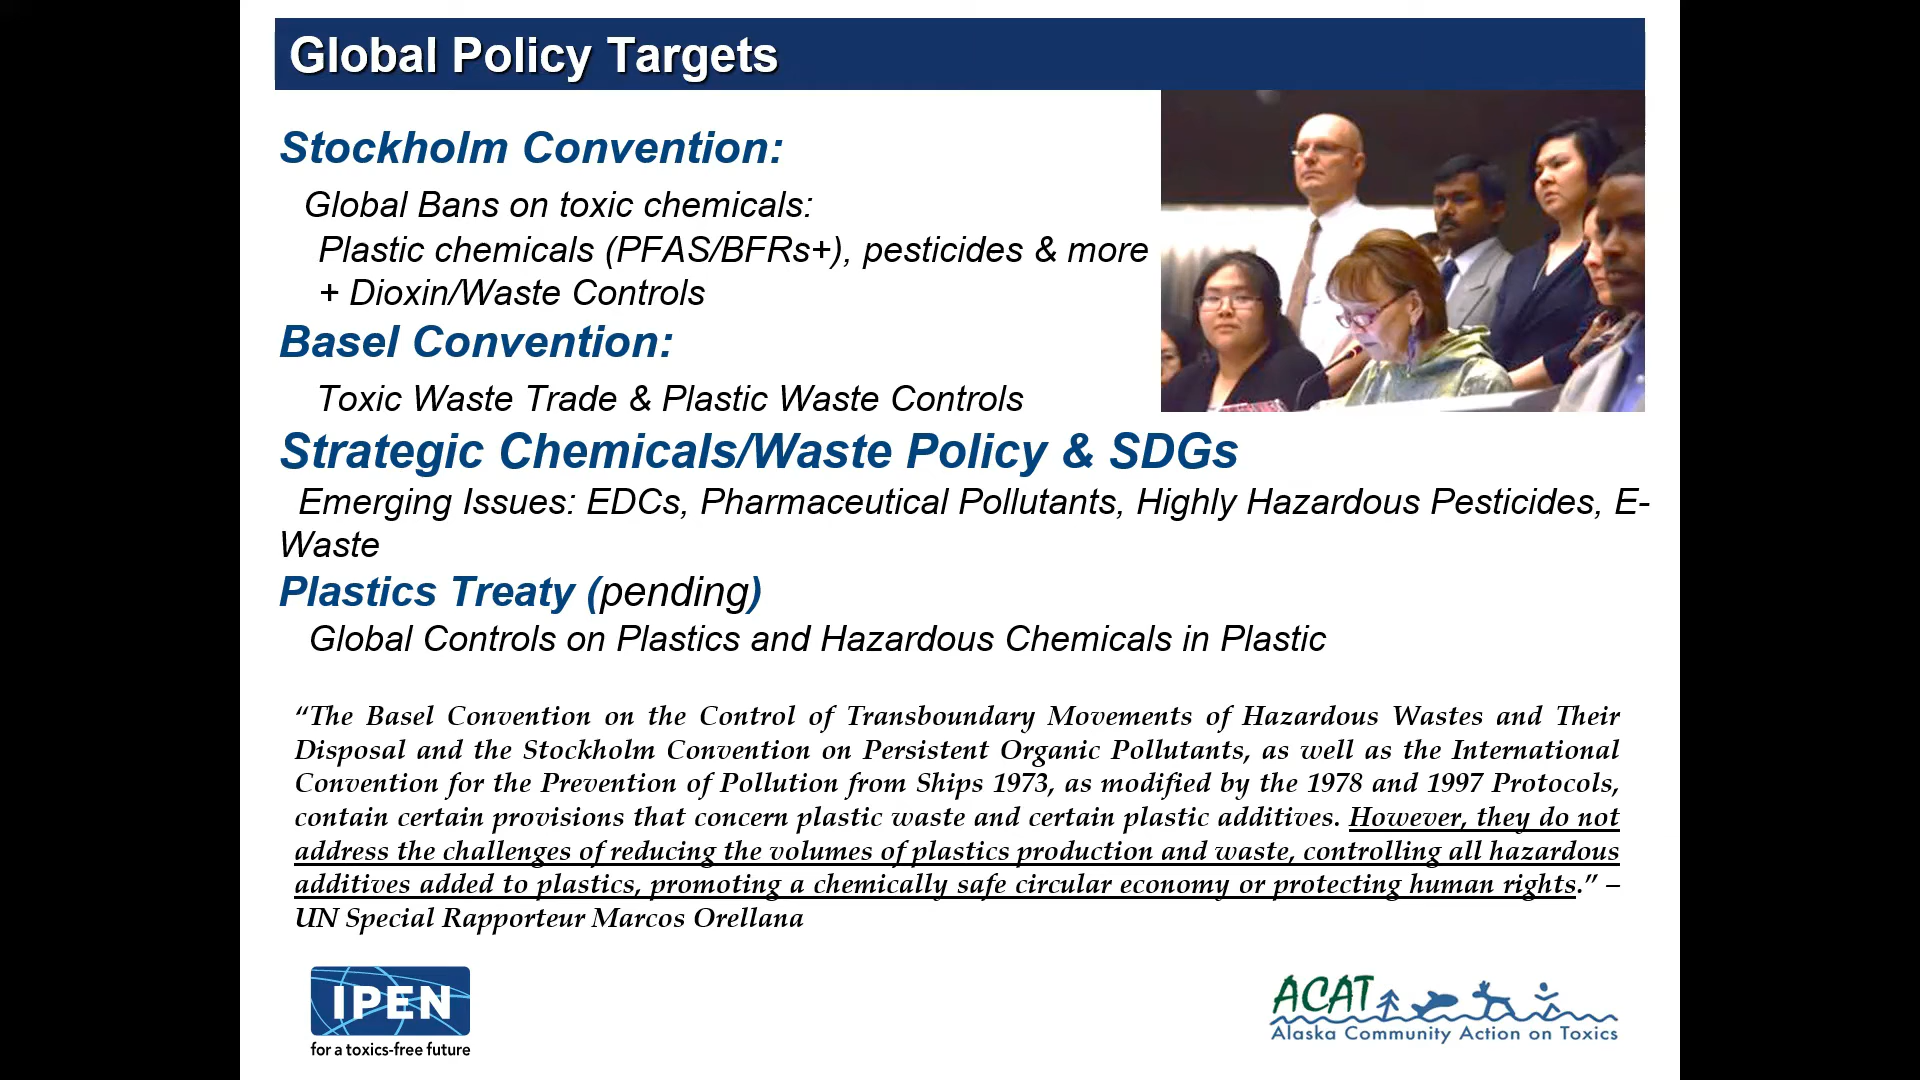 Global Policy Targets
Stockholm Convention:
Global Bans on toxic chemicals:
Plastic chemicals (PFAS/BFRs+), pesticides & more
+ Dioxin/Waste Controls
Basel Convention:
Toxic Waste Trade & Plastic Waste Controls
Strategic Chemicals/Waste Policy & SDGs
Emerging Issues: EDCs, Pharmaceutical Pollutants, Highly Hazardous Pesticides, E-
Waste
Plastics Treaty (pending)
Global Controls on Plastics and Hazardous Chemicals in Plastic
“The Basel Convention on the Control of Transboundary Movements of Hazardous Wastes and Their
Disposal and the Stockholm Convention on Persistent Organic Pollutants, as well as the International
Convention for the Prevention of Pollution from Ships 1973, as modified by the 1978 and 1997 Protocols,
contain certain provisions that concern plastic waste and certain plastic additives. However, they do not
address the challenges of reducing the volumes of plastics production and waste, controlling all hazardous
additives added to plastics, promoting a chemically safe circular economy or protecting human rights.” –
UN Special Rapporteur Marcos Orellana
IPEN
for a toxics-free future
ACAT
Alaska Community Action on Toxics